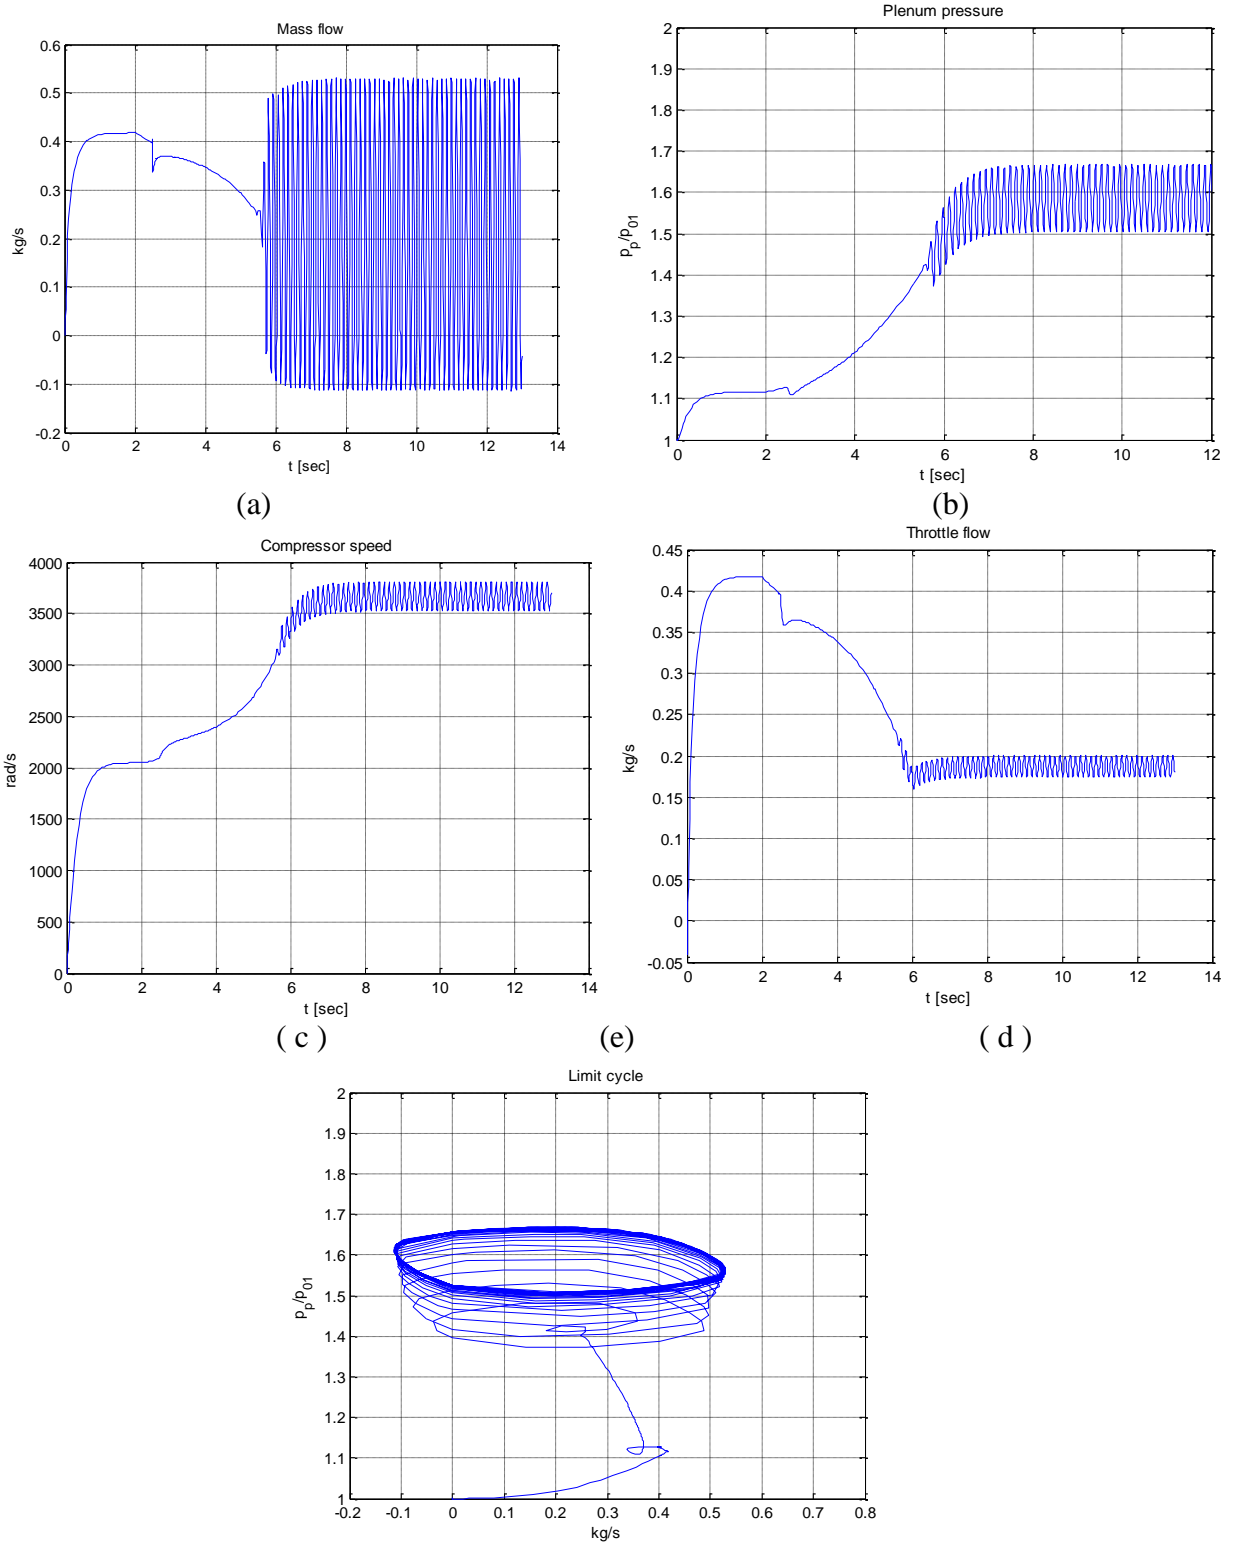 Mass flow
0.6
0.5
0.4
0.3
0.2
0.1
0
-0.1
-0.2
kg/s
0 2 4 6 8 10 12 14
t [sec]
(a)
Plenum pressure
2
1.9
1.8
1.7
1.6
1.5
1.4
1.3
1.2
1.1
1
p_p/p_01
0 2 4 6 8 10 12
t [sec]
(b)
Compressor speed
4000
3500
3000
2500
2000
1500
1000
500
0
rad/s
0 2 4 6 8 10 12 14
t [sec]
( c )
Throttle flow
0.45
0.4
0.35
0.3
0.25
0.2
0.15
0.1
0.05
0
-0.05
kg/s
0 2 4 6 8 10 12 14
t [sec]
( d )
(e)
Limit cycle
2
1.9
1.8
1.7
1.6
1.5
1.4
1.3
1.2
1.1
1
p_p/p_01
-0.2 -0.1 0 0.1 0.2 0.3 0.4 0.5 0.6 0.7 0.8
kg/s